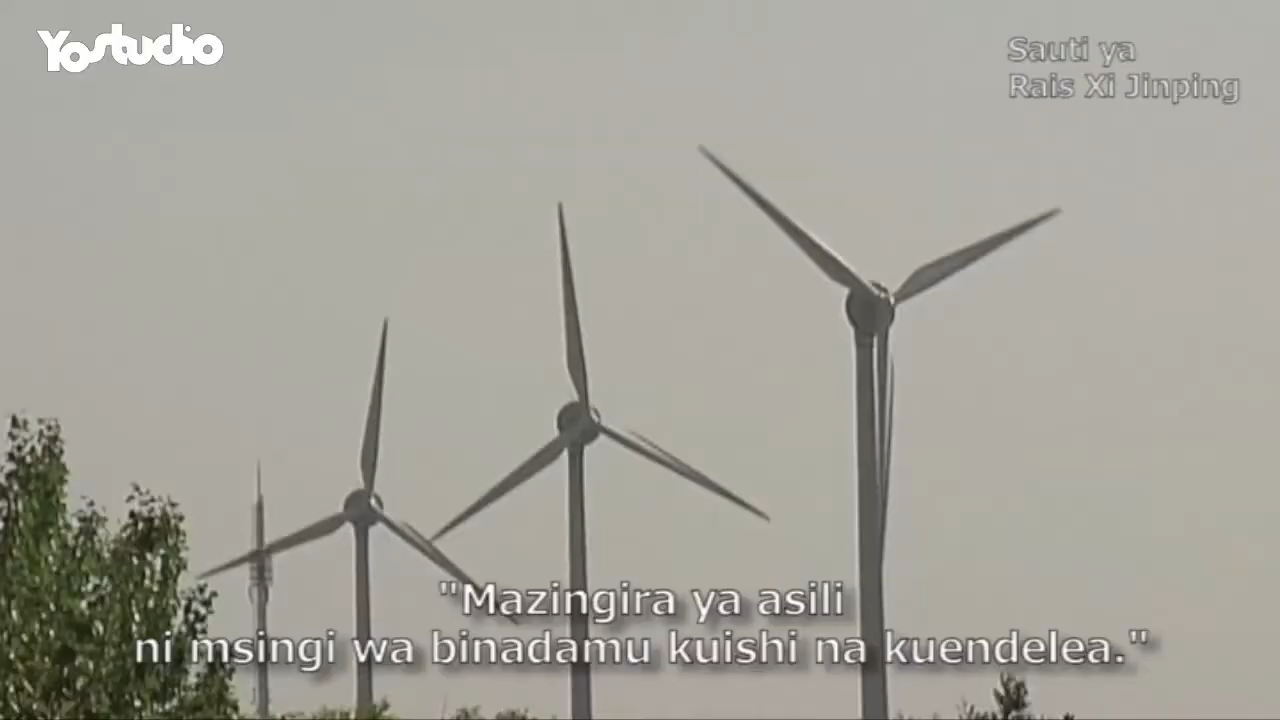 Yostudio
Sauti ya
Rais Xi Jinping
"Mazingira ya asili
ni msingi wa binadamu kuishi na kuendelea."